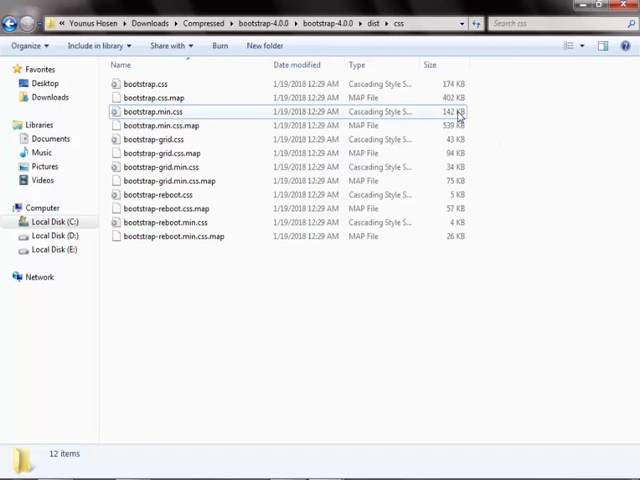 « Younus Hosen ▸ Downloads ▸ Compressed ▸ bootstrap-4.0.0 ▸ bootstrap-4.0.0 ▸ dist ▸ css
Search css
Organize Include in library Share with Burn New folder
Name Date modified Type Size
Favorites
Desktop
Downloads
Libraries
Documents
Music
Pictures
Videos
Computer
Local Disk (C:)
Local Disk (D:)
Local Disk (E:)
Network
bootstrap.css 1/19/2018 12:29 AM Cascading Style S... 174 KB
bootstrap.css.map 1/19/2018 12:29 AM MAP File 402 KB
bootstrap.min.css 1/19/2018 12:29 AM Cascading Style S... 142 KB
bootstrap.min.css.map 1/19/2018 12:29 AM MAP File 539 KB
bootstrap-grid.css 1/19/2018 12:29 AM Cascading Style S... 43 KB
bootstrap-grid.css.map 1/19/2018 12:29 AM MAP File 94 KB
bootstrap-grid.min.css 1/19/2018 12:29 AM Cascading Style S... 34 KB
bootstrap-grid.min.css.map 1/19/2018 12:29 AM MAP File 75 KB
bootstrap-reboot.css 1/19/2018 12:29 AM Cascading Style S... 5 KB
bootstrap-reboot.css.map 1/19/2018 12:29 AM MAP File 57 KB
bootstrap-reboot.min.css 1/19/2018 12:29 AM Cascading Style S... 4 KB
bootstrap-reboot.min.css.map 1/19/2018 12:29 AM MAP File 26 KB
12 items